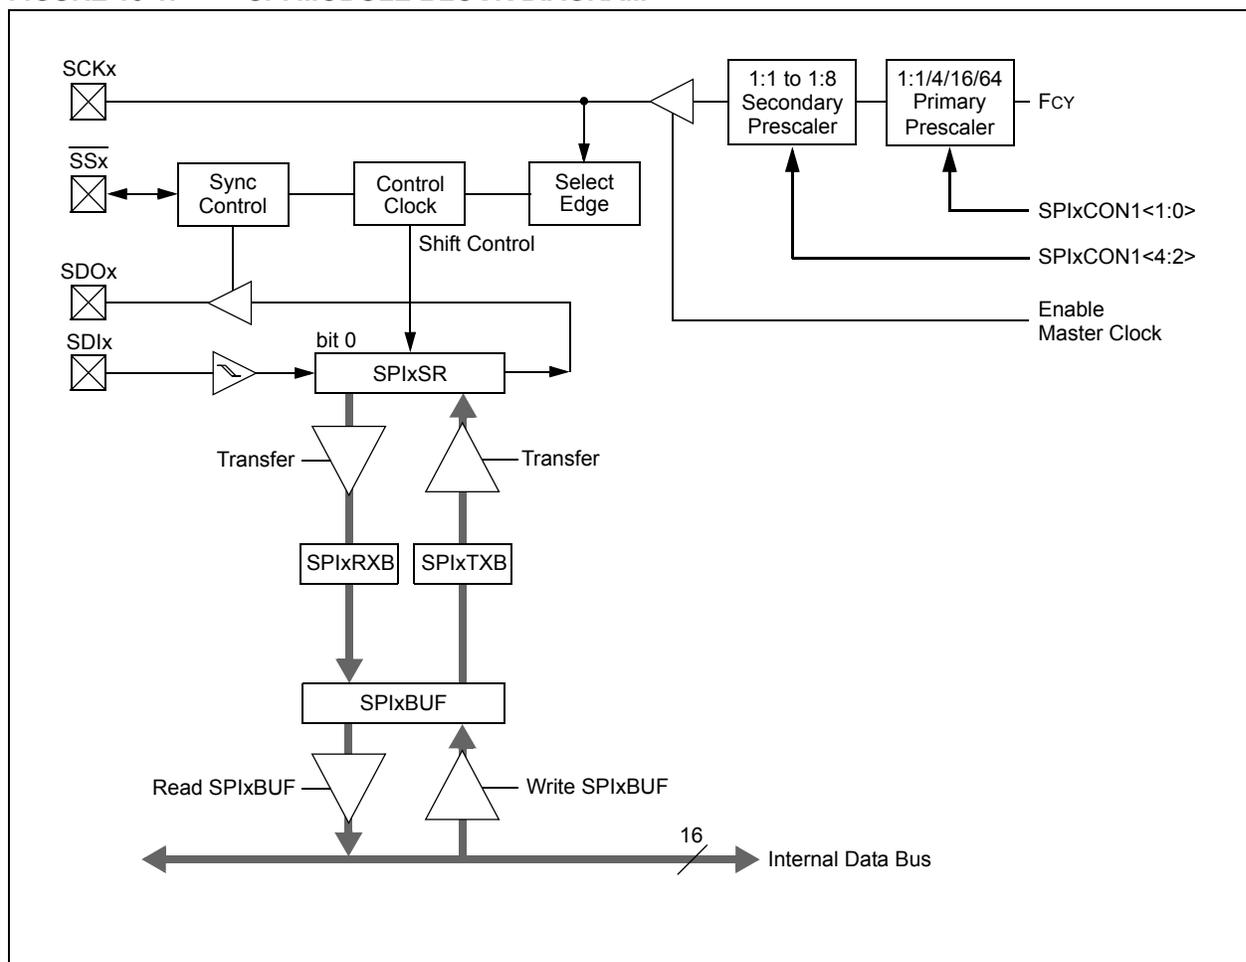 SCKx
1:1 to 1:8
Secondary
Prescaler
1:1/4/16/64
Primary
Prescaler
FCY
SSx
Sync
Control
Control
Clock
Select
Edge
SPIxCON1<1:0>
Shift Control
SPIxCON1<4:2>
SDOx
Enable
Master Clock
SDIx
bit 0
SPIxSR
Transfer
Transfer
SPIxRXB
SPIxTXB
SPIxBUF
Read SPIxBUF
Write SPIxBUF
16
Internal Data Bus